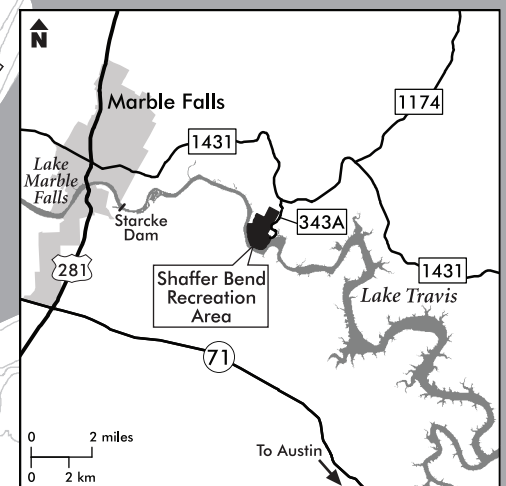 N
Marble Falls
1174
1431
Lake
Marble
Falls
Starcke
Dam
343A
281
Shaffer Bend
Recreation
Area
1431
Lake Travis
71
0 2 miles
0 2 km
To Austin